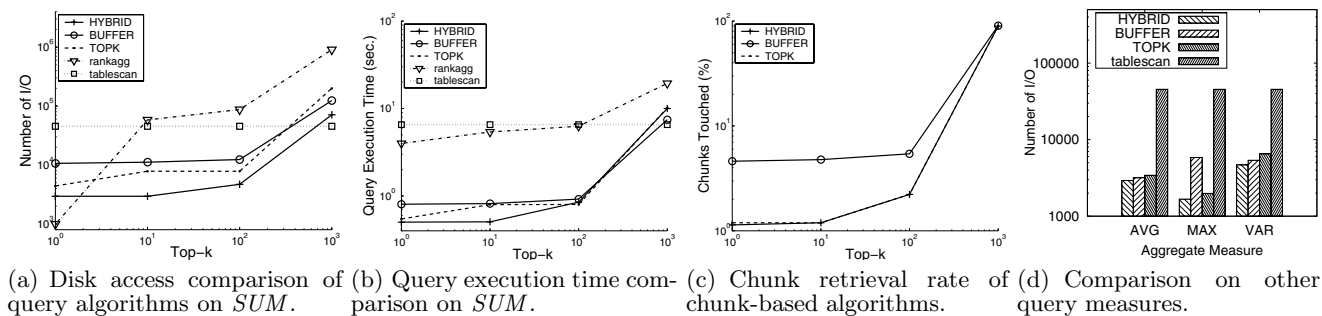 Number of I/O
10^6
10^5
10^4
10^3
HYBRID
BUFFER
TOPK
rankagg
tablescan
10^0 10^1 10^2 10^3
Top−k
(a) Disk access comparison of query algorithms on SUM.
Query Execution Time (sec.)
10^2
10^1
10^0
HYBRID
BUFFER
TOPK
rankagg
tablescan
10^0 10^1 10^2 10^3
Top−k
(b) Query execution time comparison on SUM.
Chunks Touched (%)
10^2
10^1
10^0
HYBRID
BUFFER
TOPK
10^0 10^1 10^2 10^3
Top−k
(c) Chunk retrieval rate of chunk-based algorithms.
Number of I/O
100000
10000
1000
HYBRID
BUFFER
TOPK
tablescan
AVG MAX VAR
Aggregate Measure
(d) Comparison on other query measures.